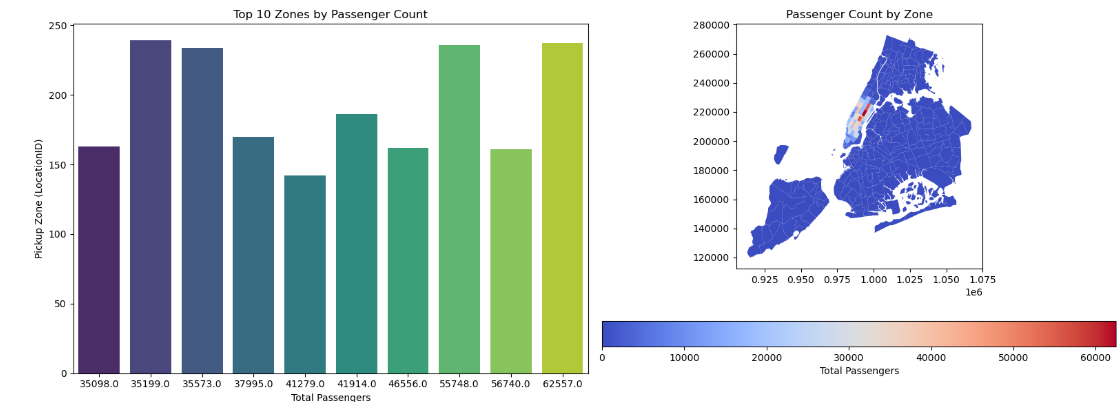 Top 10 Zones by Passenger Count
Pickup Zone (LocationID)
250
200
150
100
50
0
35098.0 35199.0 35573.0 37995.0 41279.0 41914.0 46556.0 55748.0 56740.0 62557.0
Total Passengers
Passenger Count by Zone
280000
260000
240000
220000
200000
180000
160000
140000
120000
0.925 0.950 0.975 1.000 1.025 1.050 1.075
1e6
0 10000 20000 30000 40000 50000 60000
Total Passengers